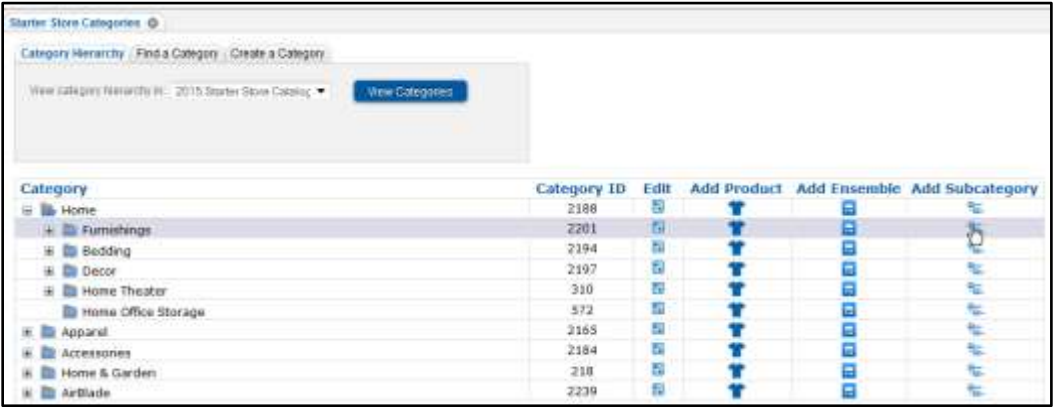 Starter Store Categories
Category Hierarchy Find a Category Create a Category
View category hierarchy in: 2015 Starter Store Catalog View Categories
Category Category ID Edit Add Product Add Ensemble Add Subcategory
Home 2188
Furnishings 2201
Bedding 2194
Decor 2197
Home Theater 310
Home Office Storage 572
Apparel 2165
Accessories 2184
Home & Garden 218
AirBlade 2239